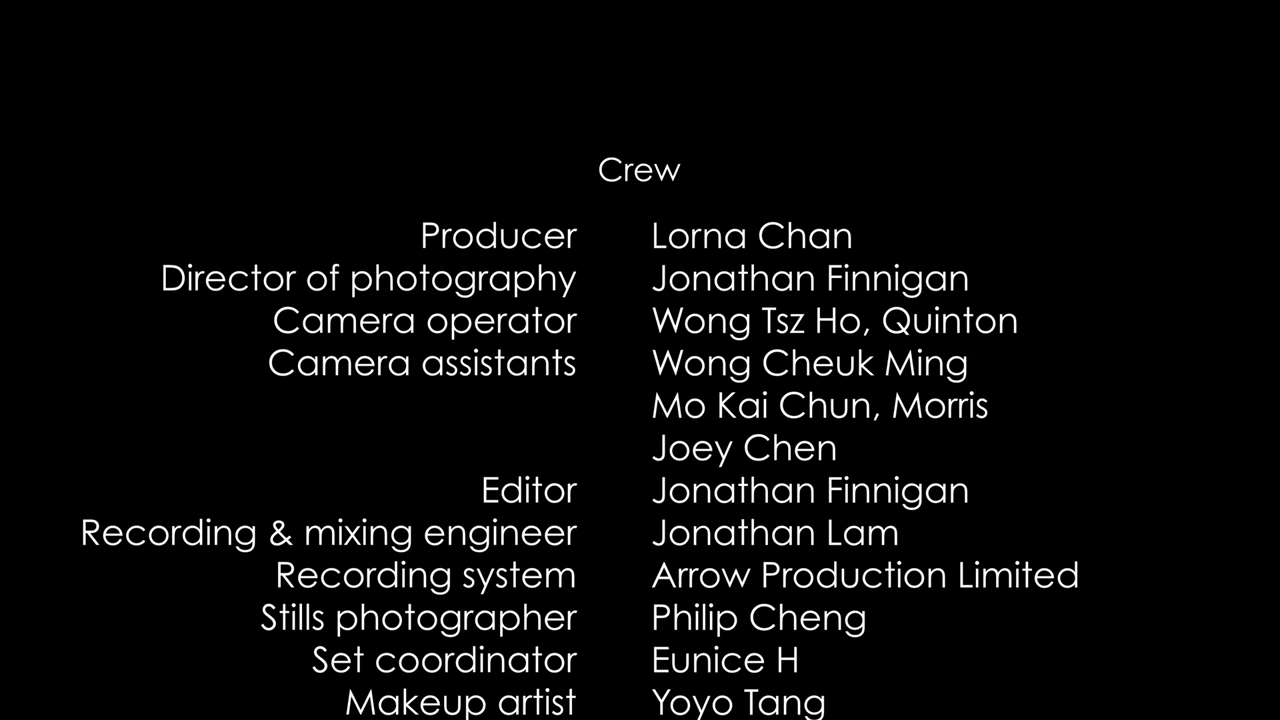 Crew
Producer Lorna Chan
Director of photography Jonathan Finnigan
Camera operator Wong Tsz Ho, Quinton
Camera assistants Wong Cheuk Ming
Mo Kai Chun, Morris
Joey Chen
Editor Jonathan Finnigan
Recording & mixing engineer Jonathan Lam
Recording system Arrow Production Limited
Stills photographer Philip Cheng
Set coordinator Eunice H
Makeup artist Yoyo Tang